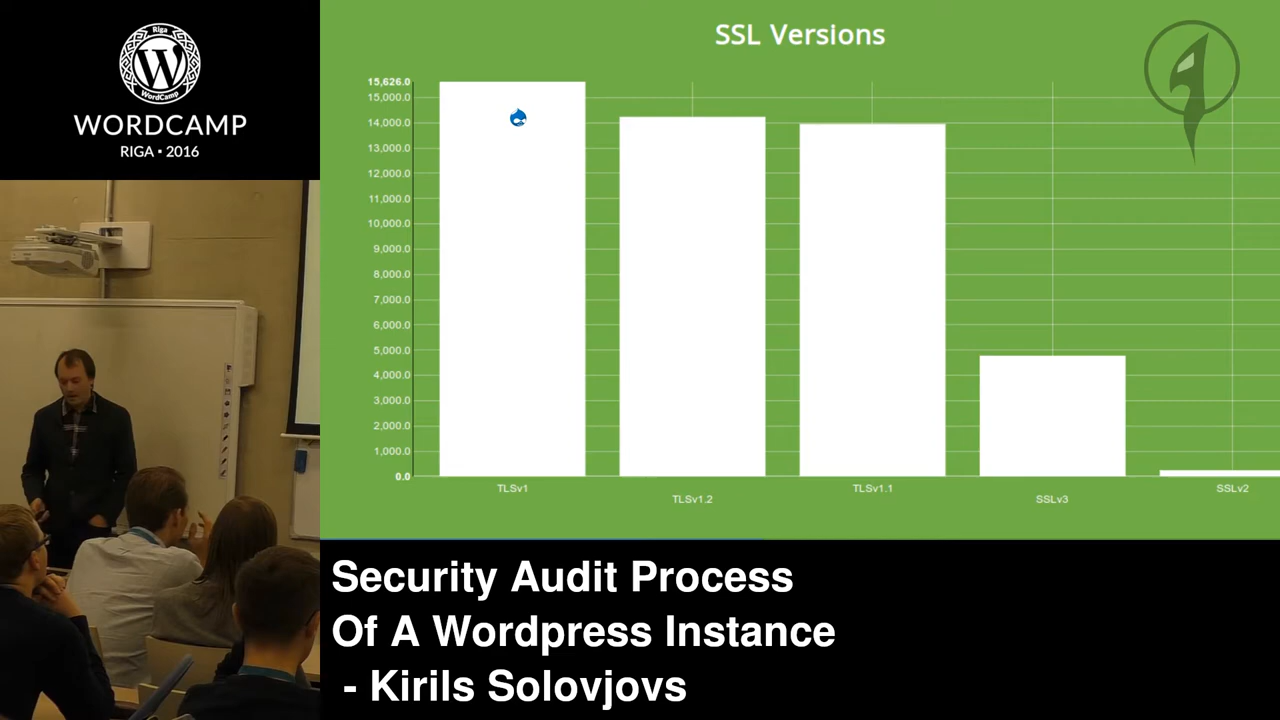 Riga
WordCamp
WORDCAMP
RIGA • 2016
SSL Versions
15,626.0
15,000.0
14,000.0
13,000.0
12,000.0
11,000.0
10,000.0
9,000.0
8,000.0
7,000.0
6,000.0
5,000.0
4,000.0
3,000.0
2,000.0
1,000.0
0.0
TLSv1
TLSv1.2
TLSv1.1
SSLv3
SSLv2
Security Audit Process
Of A Wordpress Instance
- Kirils Solovjovs